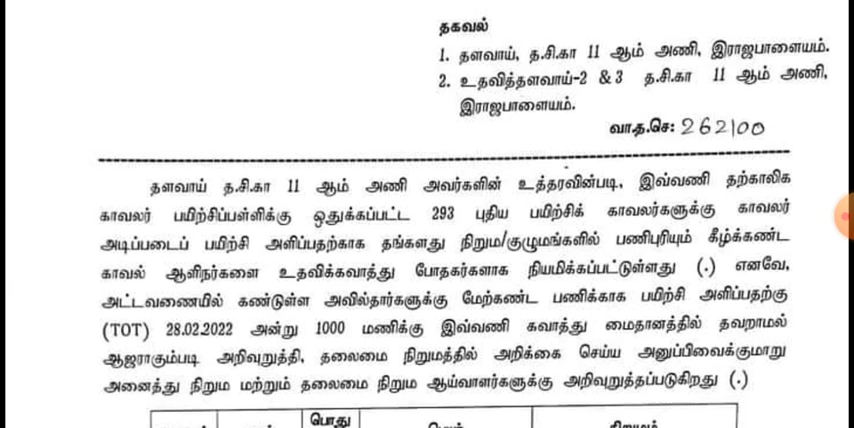 தகவல்
1. தளவாய், த.சி.கா 11 ஆம் அணி, இராஜபாளையம்.
2. உதவித்தளவாய்-2 & 3 த.சி.கா 11 ஆம் அணி,
இராஜபாளையம்.
வா.த.செ: 262/00
தளவாய் த.சி.கா 11 ஆம் அணி அவர்களின் உத்தரவின்படி, இவ்வணி தற்காலிக
காவலர் பயிற்சிப்பள்ளிக்கு ஒதுக்கப்பட்ட 293 புதிய பயிற்சிக் காவலர்களுக்கு காவலர்
அடிப்படைப் பயிற்சி அளிப்பதற்காக தங்களது நிறும/குழுமங்களில் பணிபுரியும் கீழ்க்கண்ட
காவல் ஆளிநர்களை உதவிக்கவாத்து போதகர்களாக நியமிக்கப்பட்டுள்ளது (.) எனவே,
அட்டவணையில் கண்டுள்ள அவில்தார்களுக்கு மேற்கண்ட பணிக்காக பயிற்சி அளிப்பதற்கு
(TOT) 28.02.2022 அன்று 1000 மணிக்கு இவ்வணி கவாத்து மைதானத்தில் தவறாமல்
ஆஜராகும்படி அறிவுறுத்தி, தலைமை நிறுமத்தில் அறிக்கை செய்ய அனுப்பிவைக்குமாறு
அனைத்து நிறும மற்றும் தலைமை நிறும ஆய்வாளர்களுக்கு அறிவுறுத்தப்படுகிறது (.)
பொது